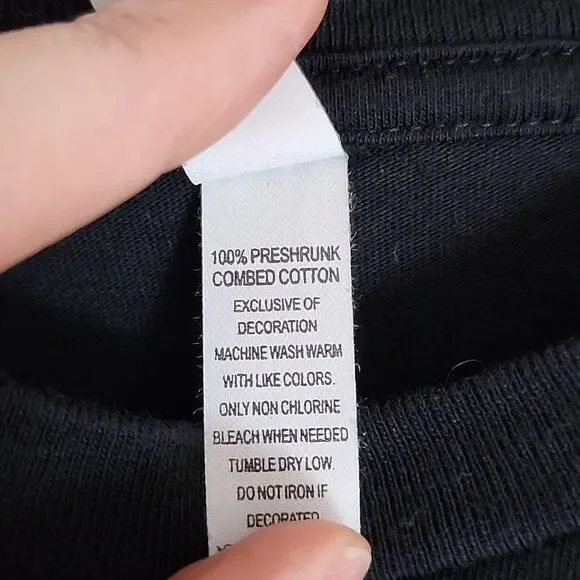 100% PRESHRUNK
COMBED COTTON
EXCLUSIVE OF
DECORATION
MACHINE WASH WARM
WITH LIKE COLORS.
ONLY NON CHLORINE
BLEACH WHEN NEEDED
TUMBLE DRY LOW.
DO NOT IRON IF
DECORATED